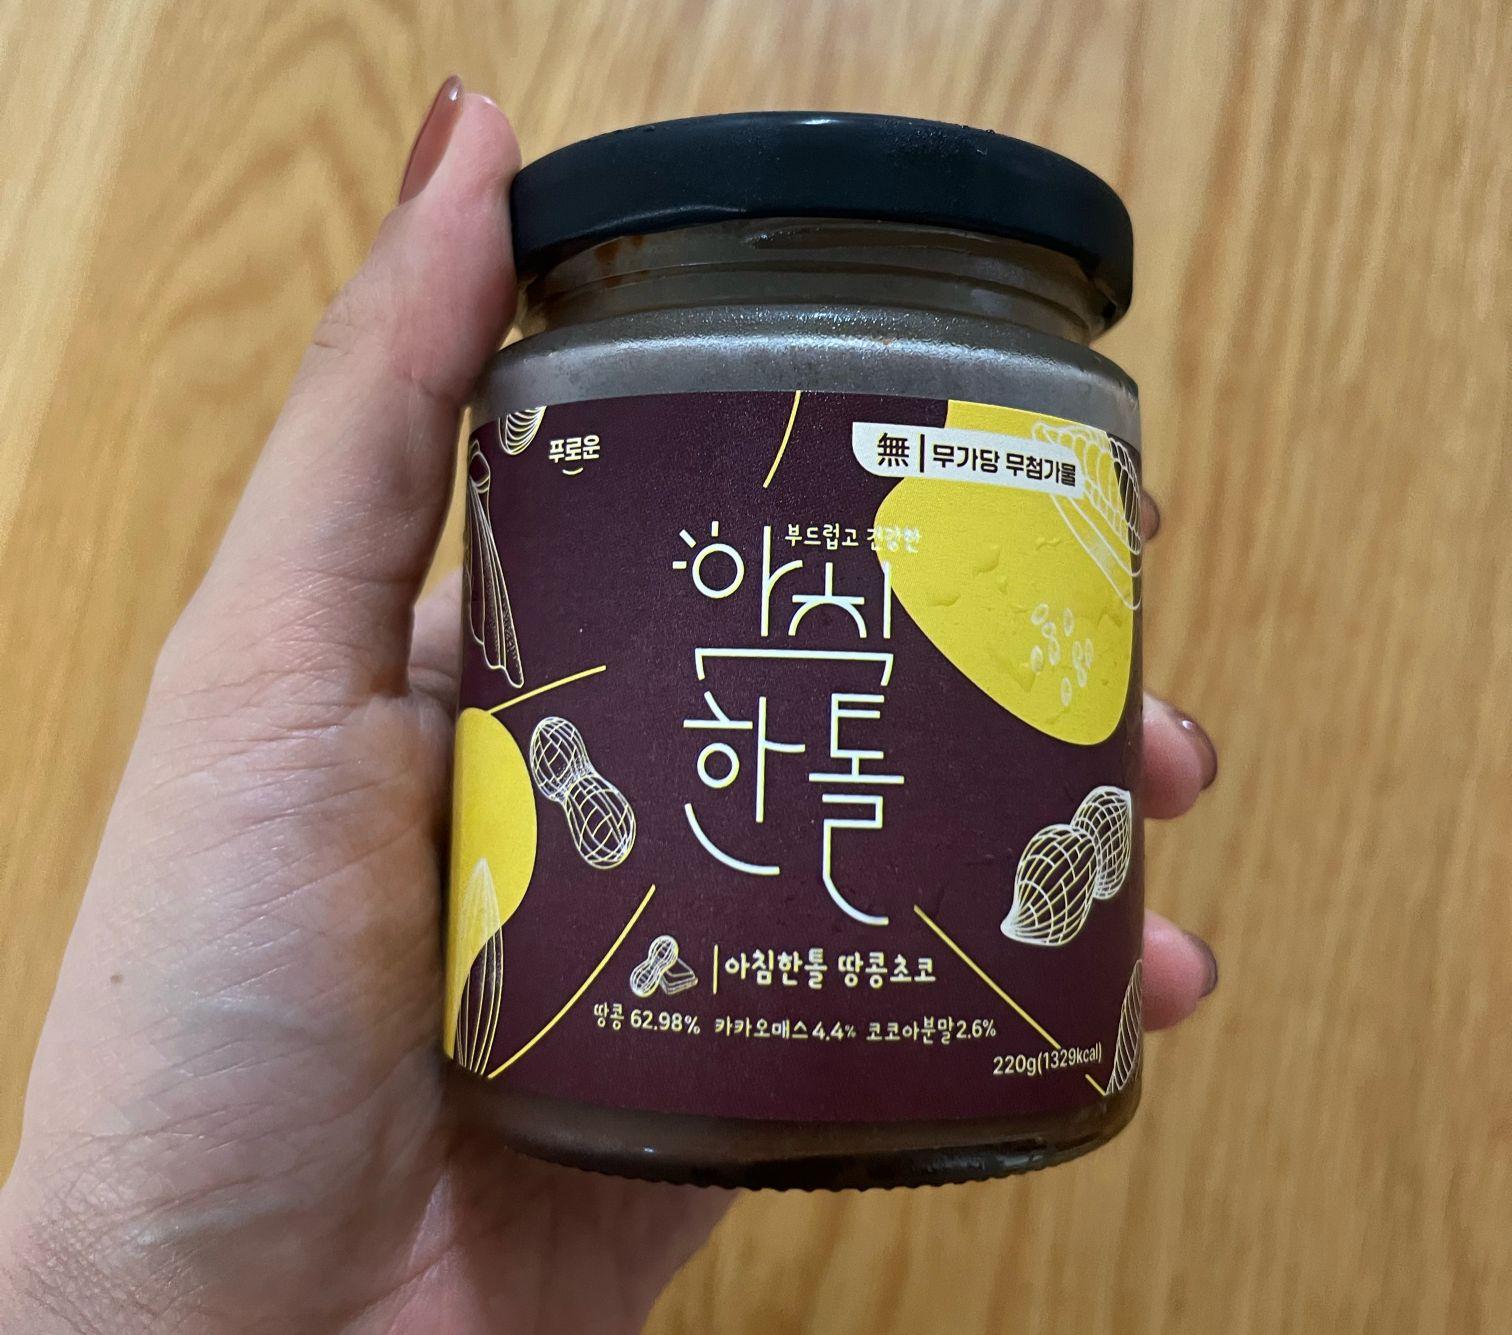 푸로운
無 | 무가당 무첨가물
부드럽고 건강한
아침
한톨
아침한톨 땅콩초코
땅콩 62.98% 카카오매스 4.4% 코코아분말2.6%
220g(1329kcal)